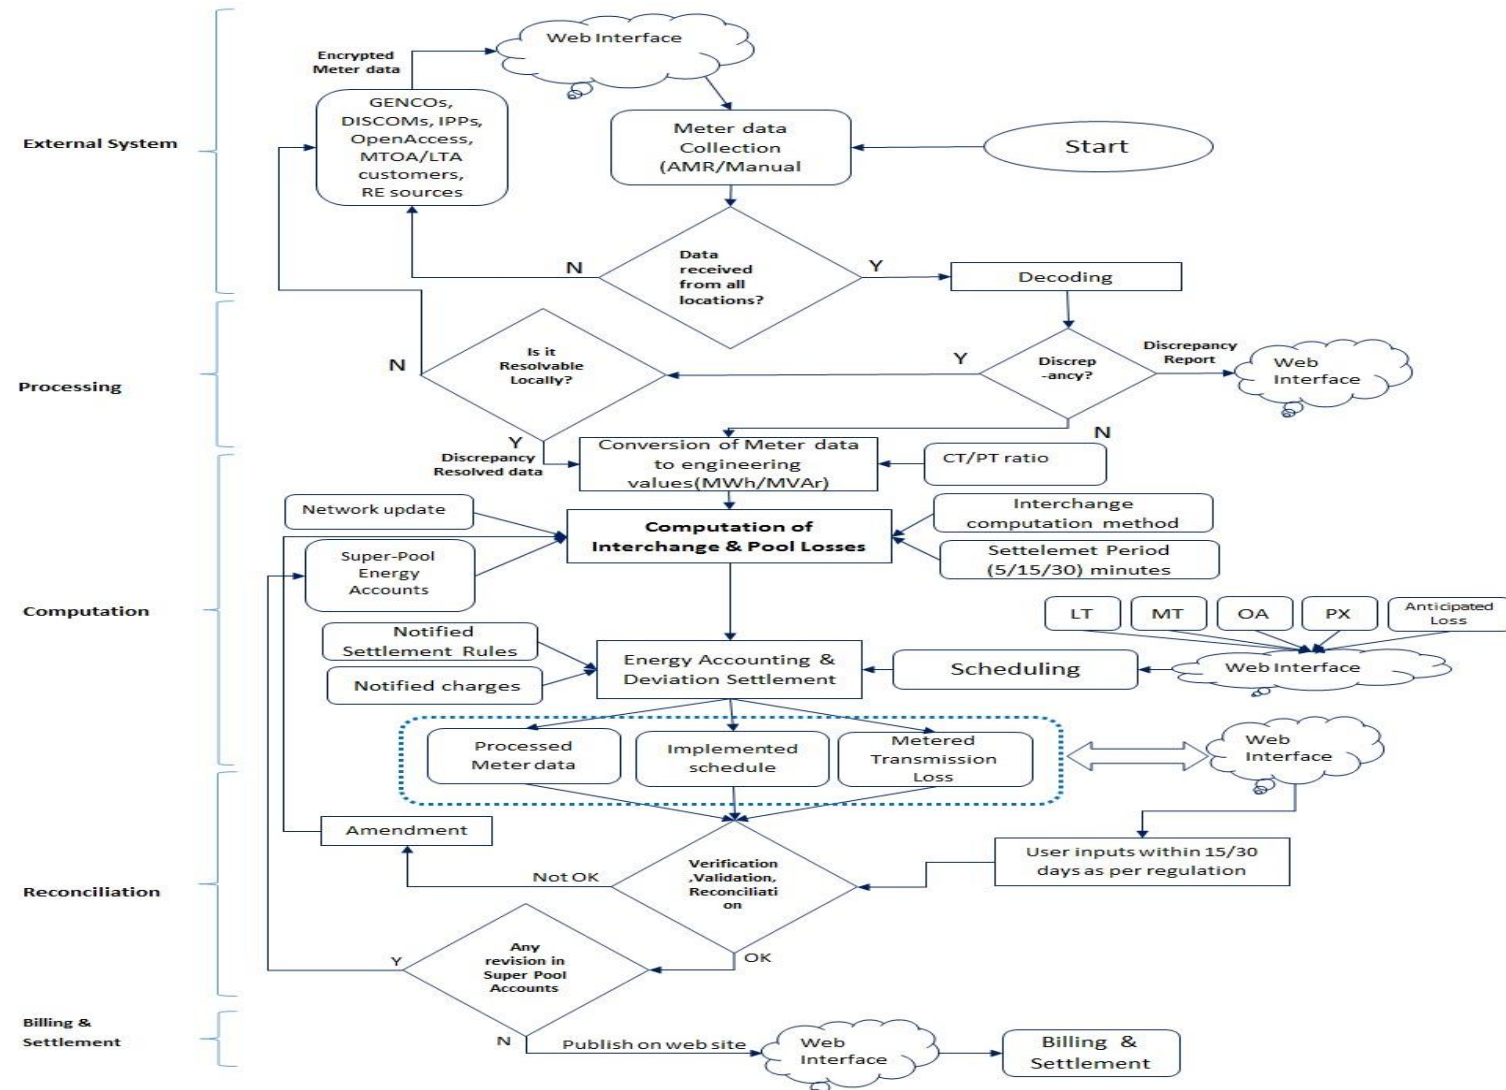 Web Interface
Encrypted
Meter data
GENCOs,
DISCOMs, IPPs,
OpenAccess,
MTOA/LTA
customers,
RE sources
Meter data
Collection
(AMR/Manual
Start
External System
Data
received
from all
locations?
N
Y
Decoding
Is it
Resolvable
Locally?
N
Y
Discrep
-ancy?
Discrepancy
Report
Web
Interface
Processing
Y
Discrepancy
Resolved data
N
Conversion of Meter data
to engineering
values(MWh/MVAr)
CT/PT ratio
Network update
Computation of
Interchange & Pool Losses
Interchange
computation method
Settelemet Period
(5/15/30) minutes
Super-Pool
Energy
Accounts
Computation
LT
MT
OA
PX
Anticipated
Loss
Notified
Settlement Rules
Notified charges
Energy Accounting &
Deviation Settlement
Scheduling
Web Interface
Processed
Meter data
Implemented
schedule
Metered
Transmission
Loss
Web
Interface
Amendment
Not OK
Verification
,Validation,
Reconciliati
on
User inputs within 15/30
days as per regulation
Reconciliation
OK
Y
Any
revision in
Super Pool
Accounts
Billing &
Settlement
N
Publish on web site
Web
Interface
Billing &
Settlement